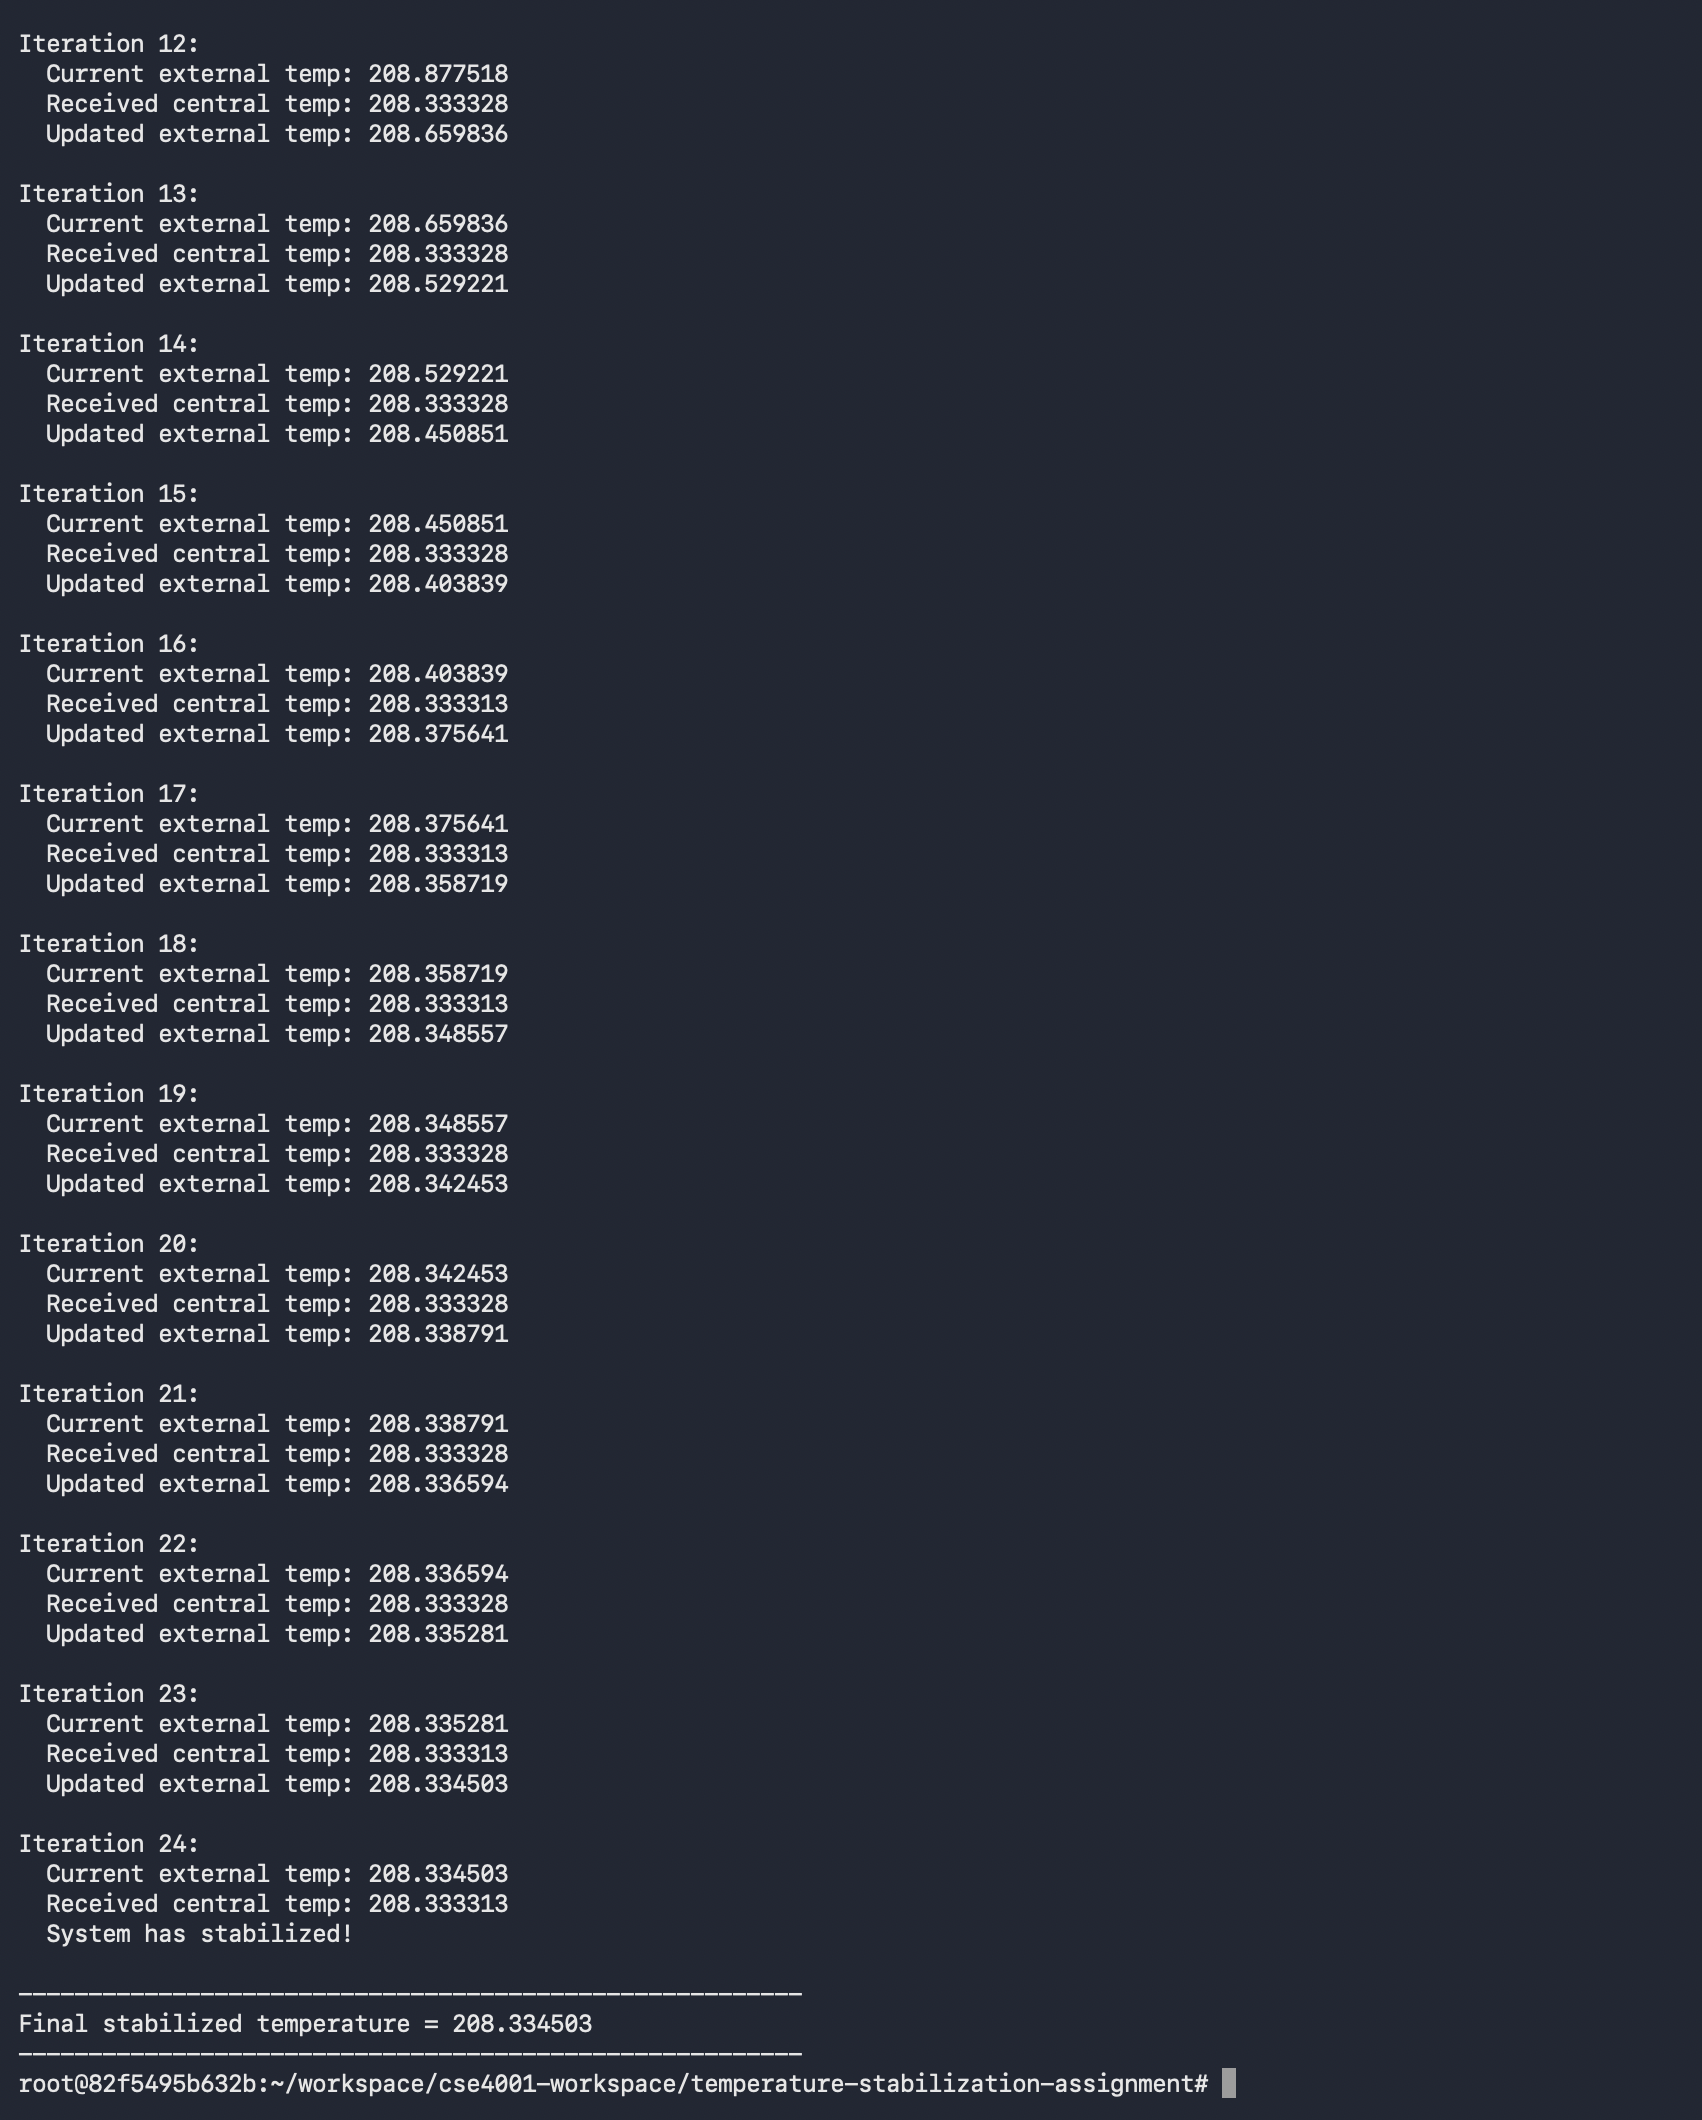 Iteration 12:
  Current external temp: 208.877518
  Received central temp: 208.333328
  Updated external temp: 208.659836

Iteration 13:
  Current external temp: 208.659836
  Received central temp: 208.333328
  Updated external temp: 208.529221

Iteration 14:
  Current external temp: 208.529221
  Received central temp: 208.333328
  Updated external temp: 208.450851

Iteration 15:
  Current external temp: 208.450851
  Received central temp: 208.333328
  Updated external temp: 208.403839

Iteration 16:
  Current external temp: 208.403839
  Received central temp: 208.333313
  Updated external temp: 208.375641

Iteration 17:
  Current external temp: 208.375641
  Received central temp: 208.333313
  Updated external temp: 208.358719

Iteration 18:
  Current external temp: 208.358719
  Received central temp: 208.333313
  Updated external temp: 208.348557

Iteration 19:
  Current external temp: 208.348557
  Received central temp: 208.333328
  Updated external temp: 208.342453

Iteration 20:
  Current external temp: 208.342453
  Received central temp: 208.333328
  Updated external temp: 208.338791

Iteration 21:
  Current external temp: 208.338791
  Received central temp: 208.333328
  Updated external temp: 208.336594

Iteration 22:
  Current external temp: 208.336594
  Received central temp: 208.333328
  Updated external temp: 208.335281

Iteration 23:
  Current external temp: 208.335281
  Received central temp: 208.333313
  Updated external temp: 208.334503

Iteration 24:
  Current external temp: 208.334503
  Received central temp: 208.333313
  System has stabilized!

--------------------------------------------------------
Final stabilized temperature = 208.334503
--------------------------------------------------------
root@82f5495b632b:~/workspace/cse4001-workspace/temperature-stabilization-assignment#